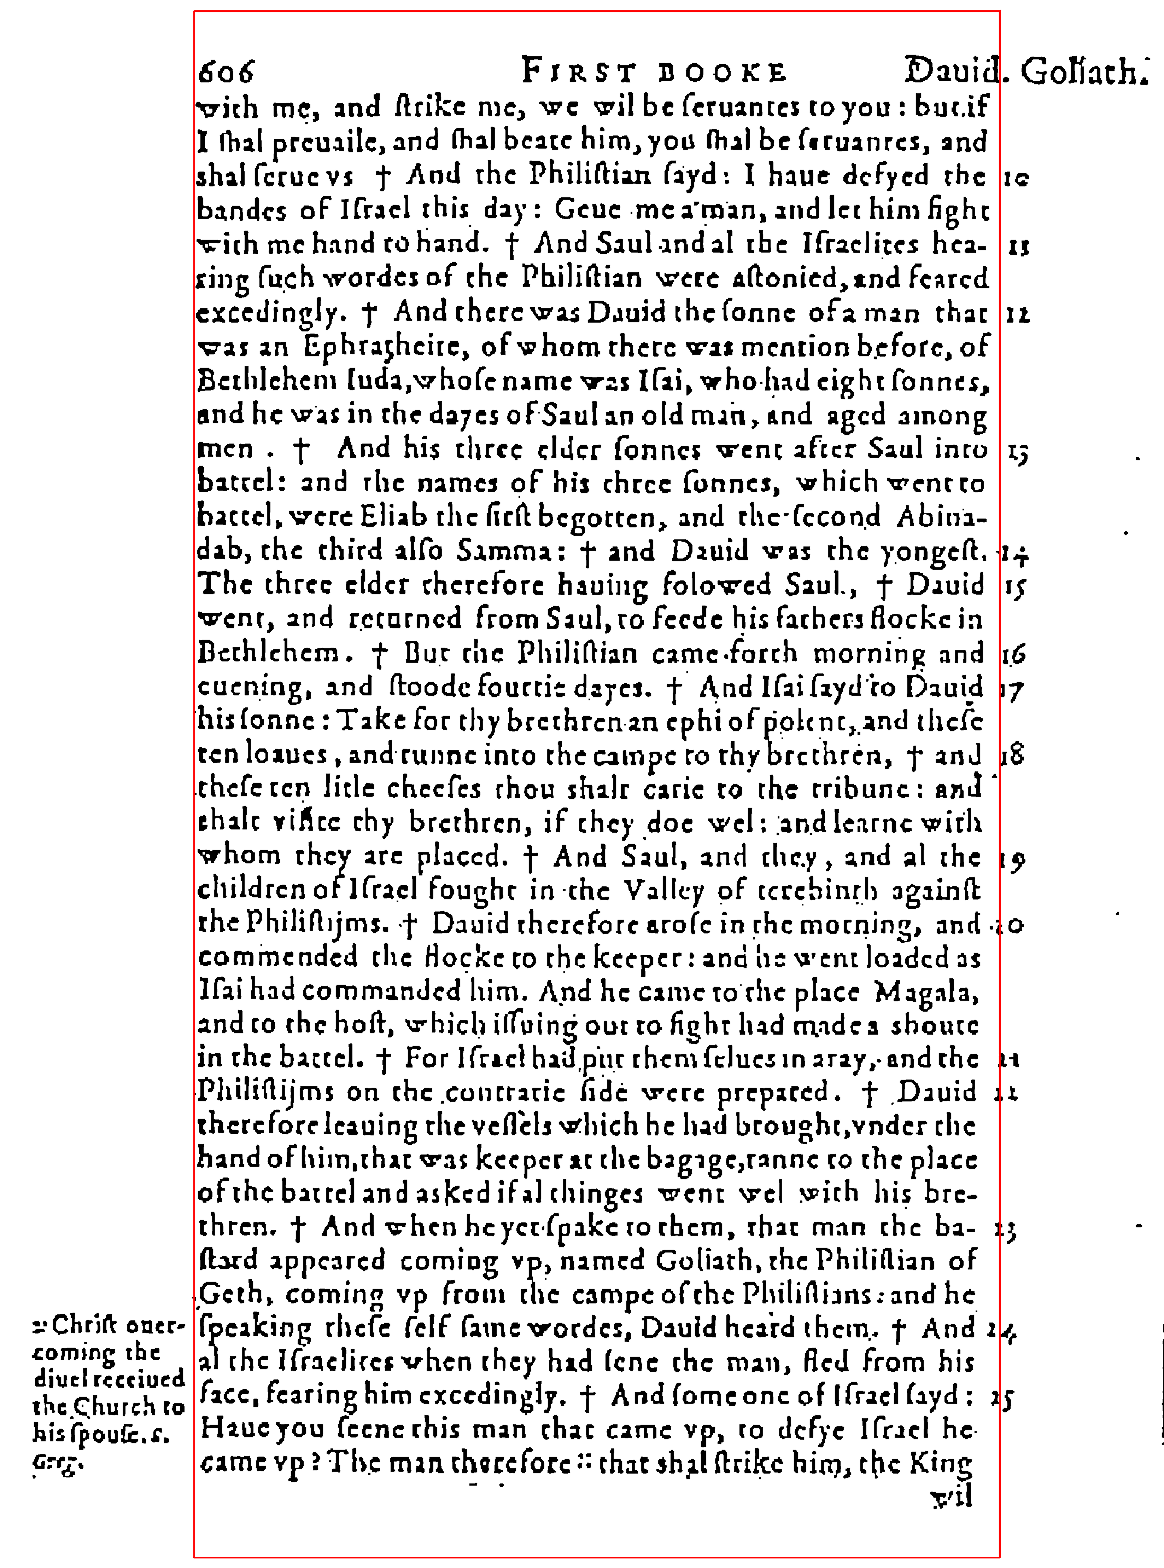 606 FIRST BOOKE Dauid. Goliath.
with me, and ſtrike me, we wil be ſeruantes to you: but if
I ſhal preuaile, and ſhal beate him, you ſhal be ſeruantes, and
shal ſerue vs † And the Philiſtian ſayd: I haue defyed the 10
bandes of Iſrael this day: Geue me a man, and let him fight
with me hand to hand. † And Saul and al the Iſraelites hea- 11
ring ſuch wordes of the Philiſtian were aſtonied, and feared
excedingly. † And there was Dauid the ſonne of a man that 12
was an Ephratheite, of whom there was mention before, of
Bethlehem Iuda, whoſe name was Iſai, who had eight ſonnes,
and he was in the dayes of Saul an old man, and aged among
men . † And his three elder ſonnes went after Saul into 13
battel: and the names of his three ſonnes, which went to
battel, were Eliab the firſt begotten, and the ſecond Abina-
dab, the third alſo Samma: † and Dauid was the yongeſt. 14
The three elder therefore hauing folowed Saul, † Dauid 15
went, and returned from Saul, to feede his fathers flocke in
Bethlehem. † But the Philiſtian came forth morning and 16
euening, and ſtoode fourtie dayes. † And Iſai ſayd to Dauid 17
his ſonne: Take for thy brethren an ephi of polent, and theſe
ten loaues, and runne into the campe to thy brethren, † and 18
theſe ten litle cheeſes thou shalt carie to the tribune: and
shalt viſite thy brethren, if they doe wel: and learne with
whom they are placed. † And Saul, and they, and al the 19
children of Iſrael fought in the Valley of terebinth againſt
the Philiſtijms. † Dauid therefore aroſe in the morning, and 20
commended the flocke to the keeper: and he went loaded as
Iſai had commanded him. And he came to the place Magala,
and to the hoſt, which iſſuing out to fight had made a shoute
in the battel. † For Iſrael had put them ſelues in aray, and the 21
Philiſtijms on the contrarie ſide were prepared. † Dauid 22
therefore leauing the veſſels which he had brought, vnder the
hand of him, that was keeper at the bagage, ranne to the place
of the battel and asked if al thinges went wel with his bre-
thren. † And when he yet ſpake to them, that man the ba- 23
ſtard appeared coming vp, named Goliath, the Philiſtian of
Geth, coming vp from the campe of the Philiſtians: and he
ſpeaking theſe ſelf ſame wordes, Dauid heard them. † And 24
al the Iſraelites when they had ſene the man, fled from his
face, fearing him excedingly. † And ſome one of Iſrael ſayd: 25
Haue you ſeene this man that came vp, to defye Iſrael he
came vp? The man therefore :: that shal ſtrike him, the King
wil
:: Chriſt ouer-
coming the
diuel receiued
the Church to
his ſpouſe. S.
Greg.